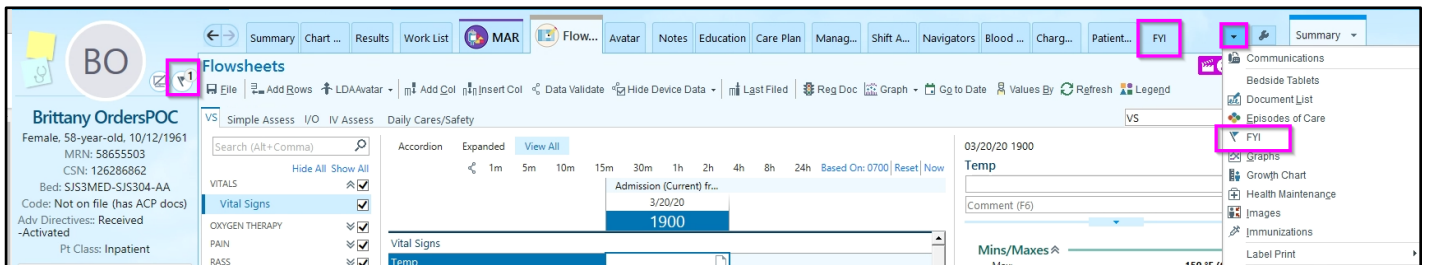 BO
1
Brittany OrdersPOC
Female, 58-year-old, 10/12/1961
MRN: 58655503
CSN: 126286862
Bed: SJS3MED-SJS304-AA
Code: Not on file (has ACP docs)
Adv Directives:: Received
-Activated
Pt Class: Inpatient
Summary Chart ... Results Work List MAR Flow... Avatar Notes Education Care Plan Manag... Shift A... Navigators Blood ... Charg... Patient... FYI Summary
Flowsheets
File Add Rows LDAAvatar Add Col Insert Col Data Validate Hide Device Data Last Filed Reg Doc Graph Go to Date Values By Refresh Legend
VS Simple Assess I/O IV Assess Daily Cares/Safety VS
Search (Alt+Comma) Accordion Expanded View All
Hide All Show All 1m 5m 10m 15m 30m 1h 2h 4h 8h 24h Based On: 0700 Reset Now
VITALS
Vital Signs
OXYGEN THERAPY
PAIN
RASS
Admission (Current) fr...
3/20/20
1900
Vital Signs
Temp
03/20/20 1900
Temp
Comment (F6)
Mins/Maxes
Communications
Bedside Tablets
Document List
Episodes of Care
FYI
Graphs
Growth Chart
Health Maintenance
Images
Immunizations
Label Print